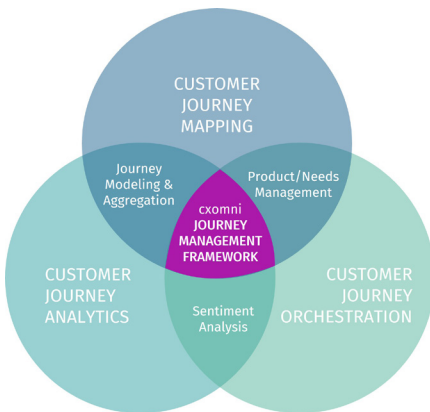 CUSTOMER
JOURNEY
MAPPING
Journey
Modeling &
Aggregation
Product/Needs
Management
cxomni
JOURNEY
MANAGEMENT
FRAMEWORK
CUSTOMER
JOURNEY
ANALYTICS
CUSTOMER
JOURNEY
ORCHESTRATION
Sentiment
Analysis